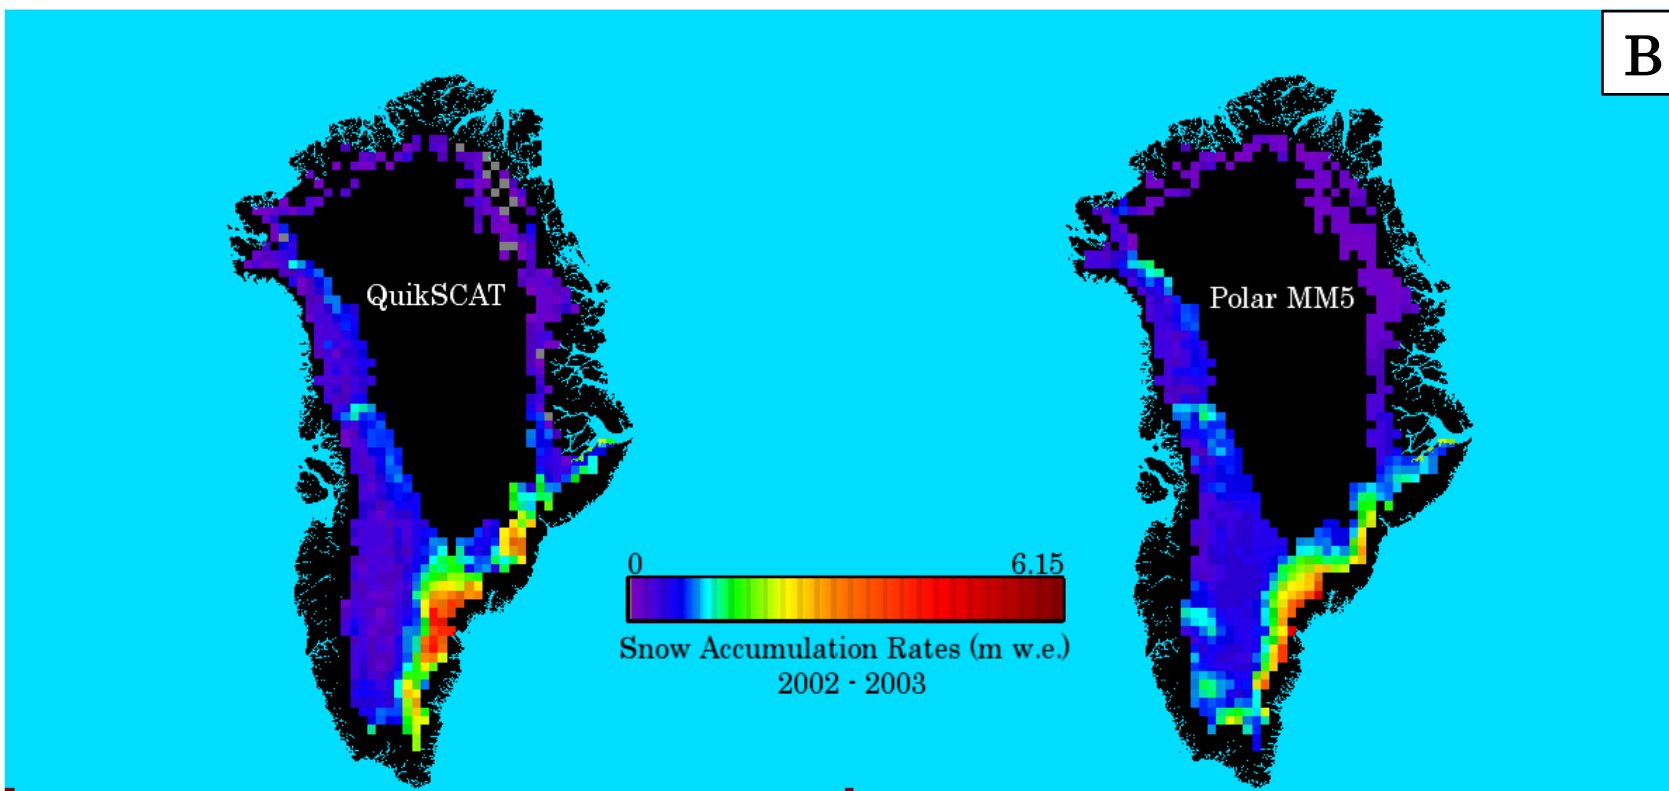 B
QuikSCAT
Polar MM5
0 6.15
Snow Accumulation Rates (m w.e.)
2002 - 2003